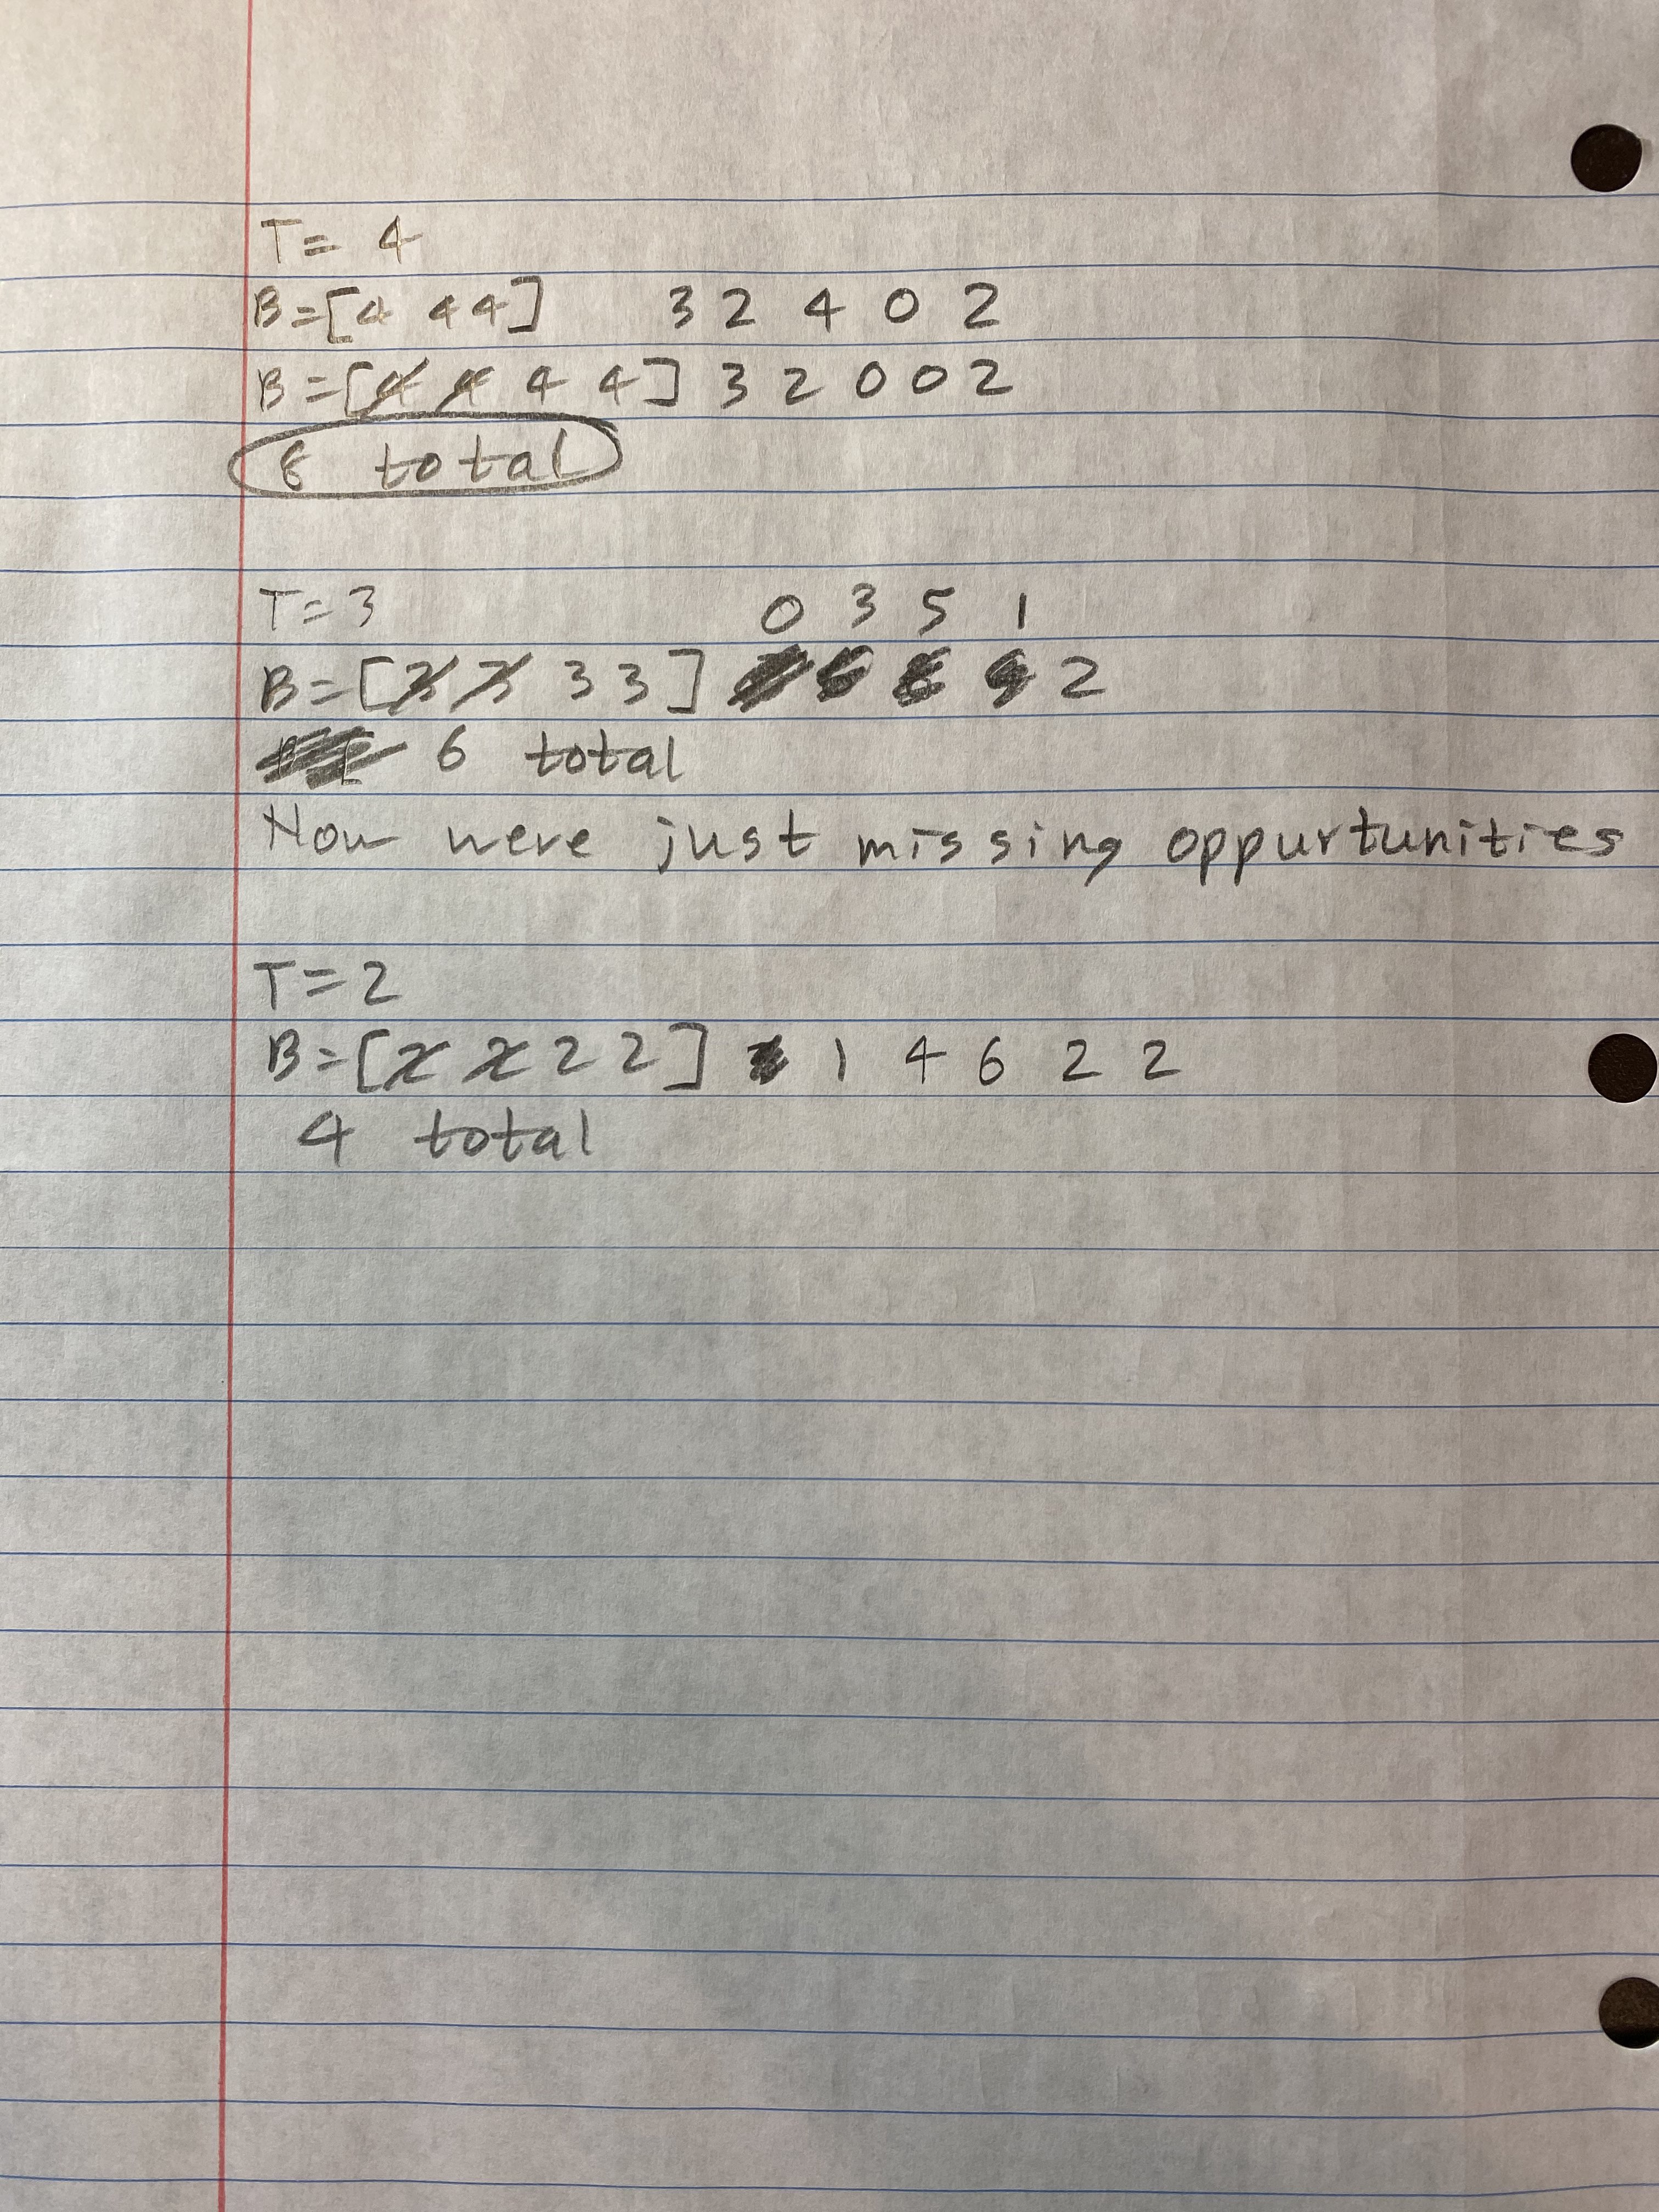 T= 4
B=[4 4 4] 3 2 4 0 2
B=[4 4 4 4] 3 2 0 0 2
8 total
T=3 0 3 5 1
B=[3 3 3 3] 2
6 total
Now were just missing oppurtunities
T=2
B=[2 2 2 2] 1 4 6 2 2
4 total